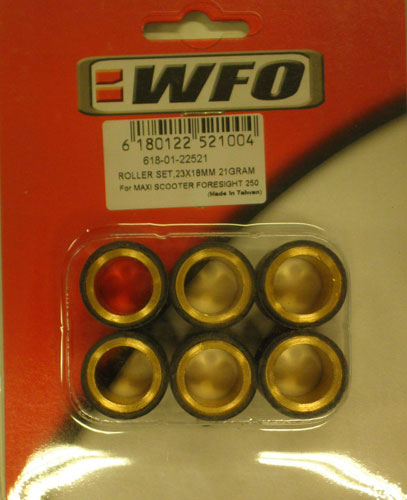 WFO
6 180122 521004
618-01-22521
ROLLER SET,23X18MM 21GRAM
For MAXI SCOOTER FORESIGHT 250
(Made In Taiwan)